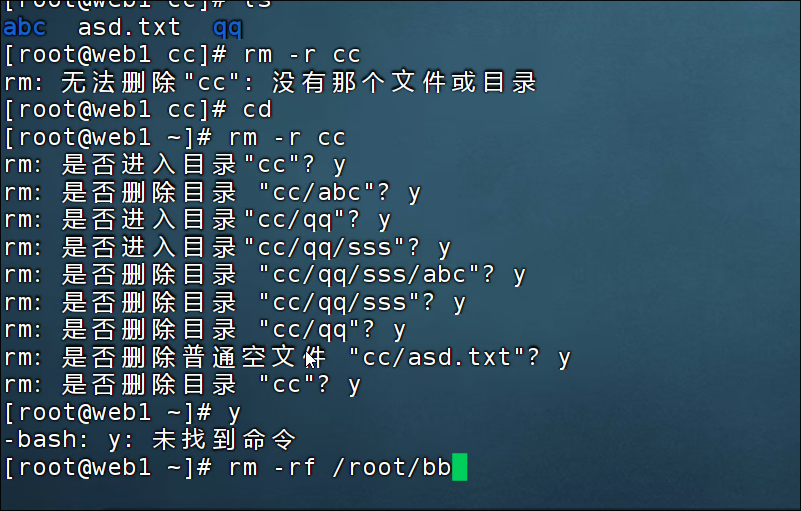 [root@web1 cc]# ls
abc  asd.txt  qq
[root@web1 cc]# rm -r cc
rm: 无法删除"cc": 没有那个文件或目录
[root@web1 cc]# cd
[root@web1 ~]# rm -r cc
rm: 是否进入目录"cc"? y
rm: 是否删除目录 "cc/abc"? y
rm: 是否进入目录"cc/qq"? y
rm: 是否进入目录"cc/qq/sss"? y
rm: 是否删除目录 "cc/qq/sss/abc"? y
rm: 是否删除目录 "cc/qq/sss"? y
rm: 是否删除目录 "cc/qq"? y
rm: 是否删除普通空文件 "cc/asd.txt"? y
rm: 是否删除目录 "cc"? y
[root@web1 ~]# y
-bash: y: 未找到命令
[root@web1 ~]# rm -rf /root/bb